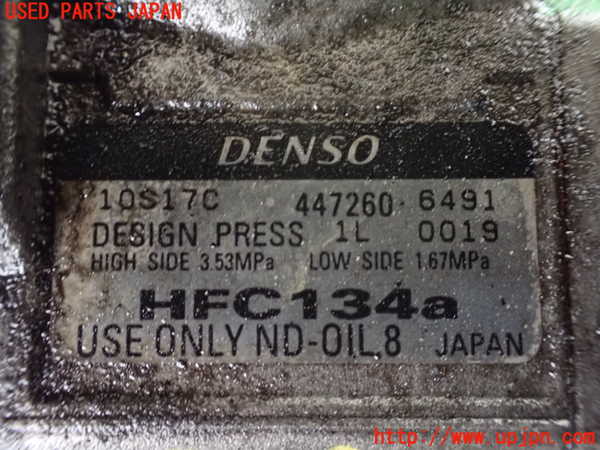 USED PARTS JAPAN
DENSO
10S17C 447260-6491
DESIGN PRESS 1L 0019
HIGH SIDE 3.53MPa LOW SIDE 1.67MPa
HFC134a
USE ONLY ND-OIL8 JAPAN
http://www.upjpn.com